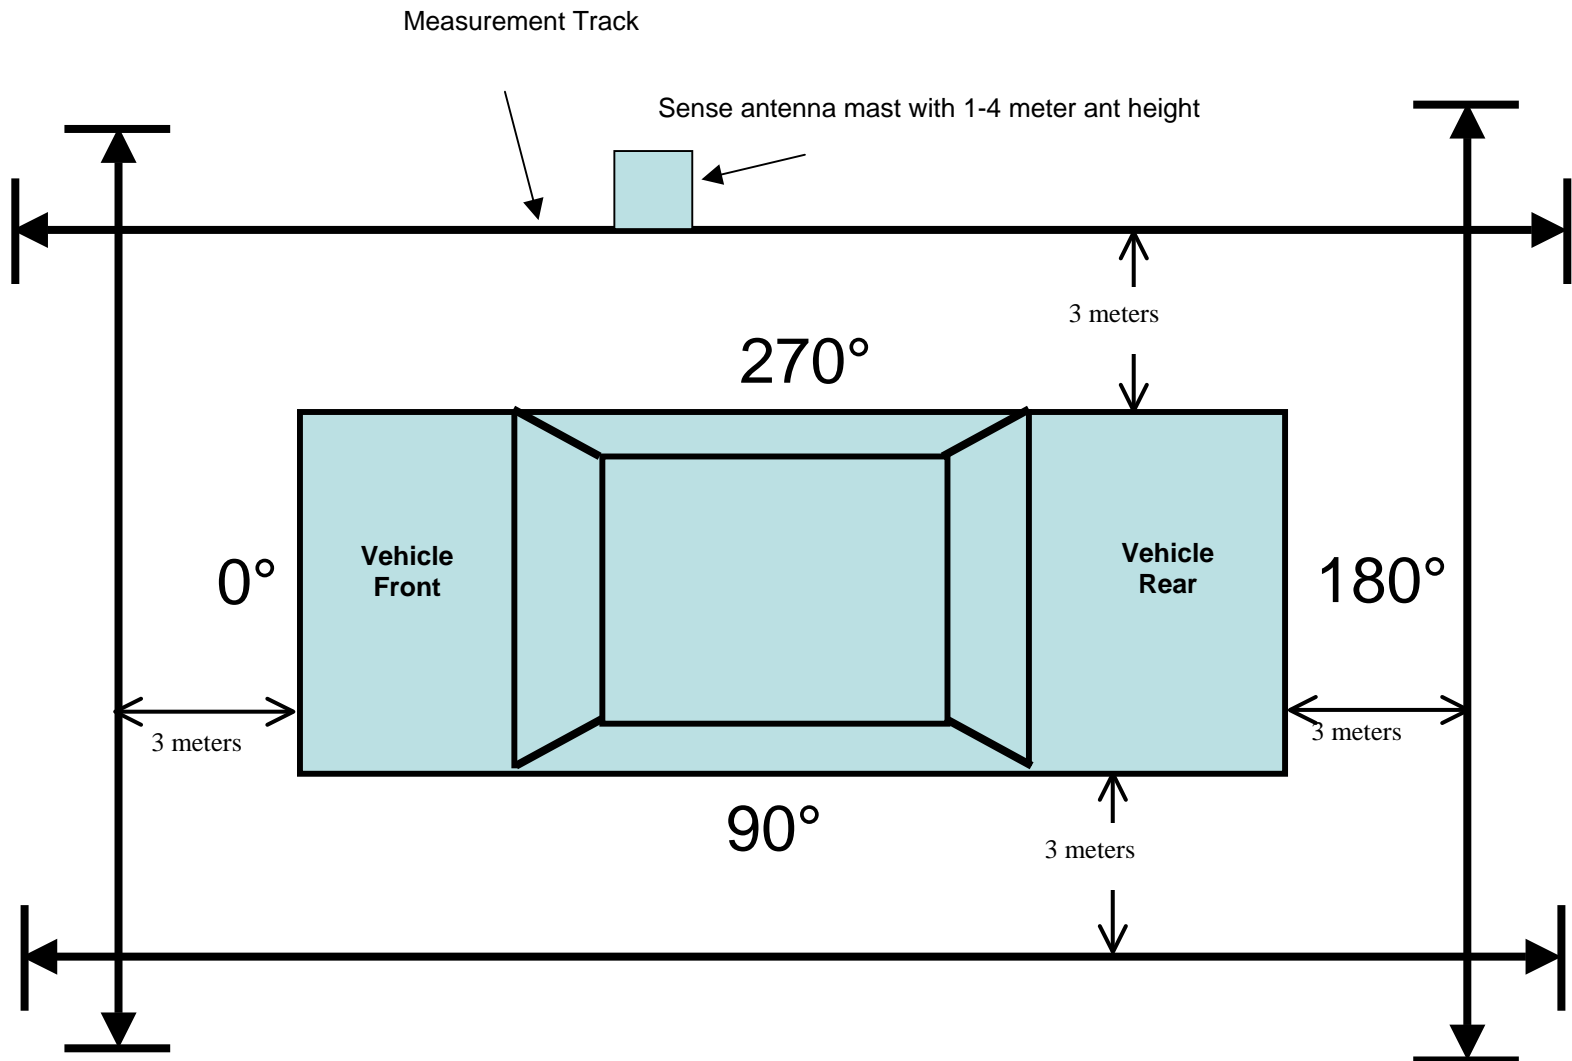 Measurement Track
Sense antenna mast with 1-4 meter ant height
3 meters
270°
Vehicle
Front
Vehicle
Rear
0°
180°
3 meters
3 meters
90°
3 meters